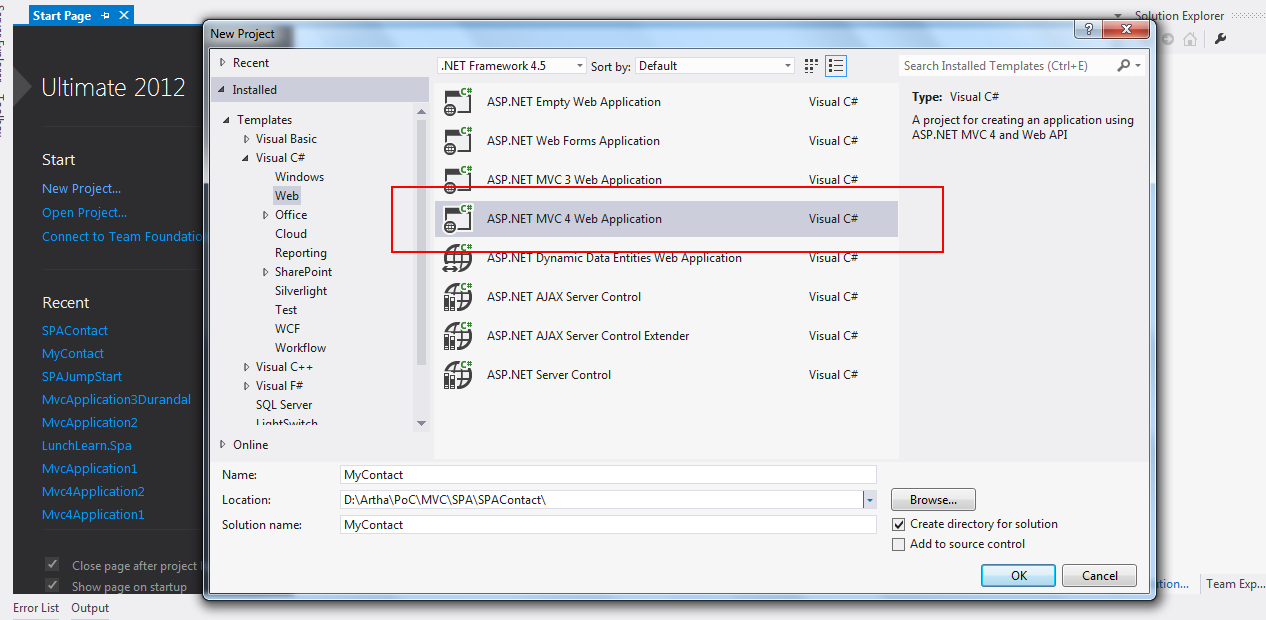 Start Page
Solution Explorer
Ultimate 2012
Start
New Project...
Open Project...
Connect to Team Foundatio
Recent
SPAContact
MyContact
SPAJumpStart
MvcApplication3Durandal
MvcApplication2
LunchLearn.Spa
MvcApplication1
Mvc4Application2
Mvc4Application1
Close page after project
Show page on startup
Error List Output
New Project
?
Recent
Installed
Templates
Visual Basic
Visual C#
Windows
Web
Office
Cloud
Reporting
SharePoint
Silverlight
Test
WCF
Workflow
Visual C++
Visual F#
SQL Server
LightSwitch
Online
.NET Framework 4.5 Sort by: Default
C# ASP.NET Empty Web Application Visual C#
C# ASP.NET Web Forms Application Visual C#
C# ASP.NET MVC 3 Web Application Visual C#
C# ASP.NET MVC 4 Web Application Visual C#
C# ASP.NET Dynamic Data Entities Web Application Visual C#
C# ASP.NET AJAX Server Control Visual C#
C# ASP.NET AJAX Server Control Extender Visual C#
C# ASP.NET Server Control Visual C#
Search Installed Templates (Ctrl+E)
Type: Visual C#
A project for creating an application using
ASP.NET MVC 4 and Web API
Name: MyContact
Location: D:\Artha\PoC\MVC\SPA\SPAContact\
Browse...
Solution name: MyContact
Create directory for solution
Add to source control
OK Cancel
tion... Team Exp...